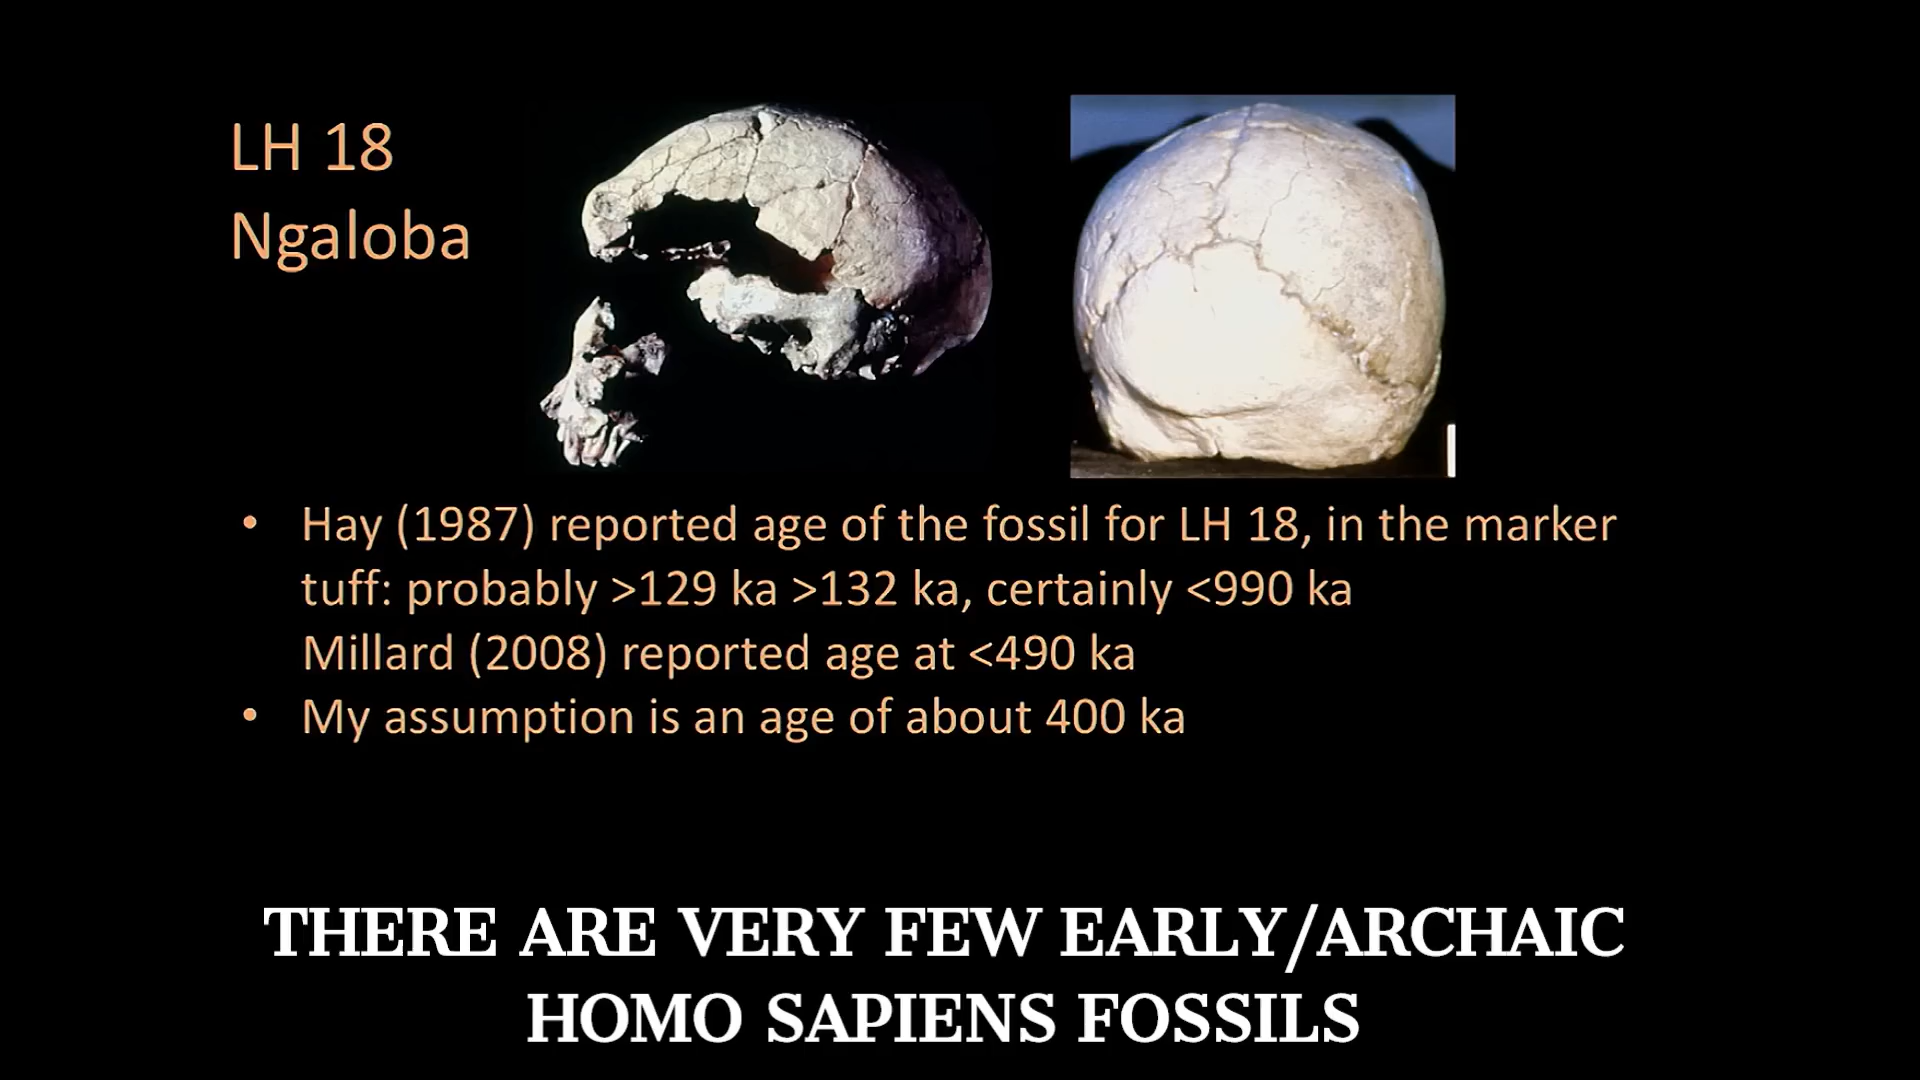 LH 18
Ngaloba
• Hay (1987) reported age of the fossil for LH 18, in the marker
tuff: probably >129 ka >132 ka, certainly <990 ka
Millard (2008) reported age at <490 ka
• My assumption is an age of about 400 ka
THERE ARE VERY FEW EARLY/ARCHAIC
HOMO SAPIENS FOSSILS